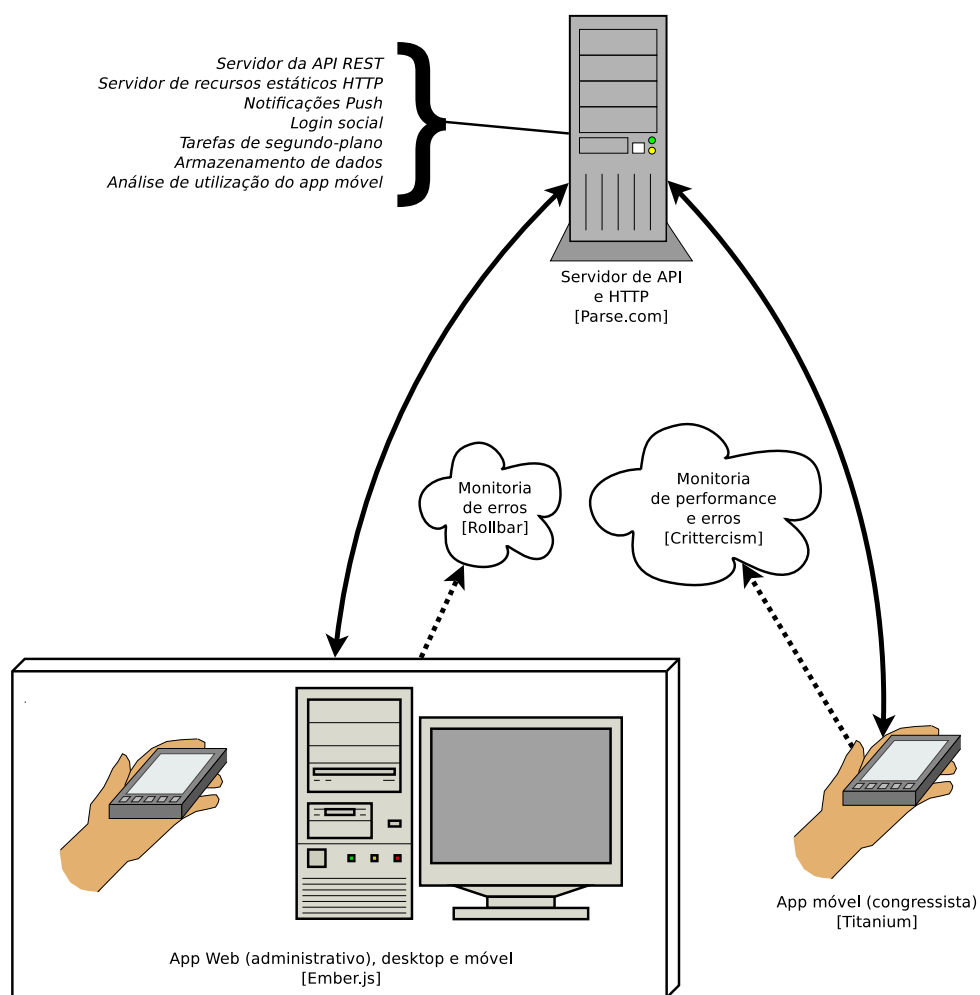 Servidor da API REST
Servidor de recursos estáticos HTTP
Notificações Push
Login social
Tarefas de segundo-plano
Armazenamento de dados
Análise de utilização do app móvel
Servidor de API
e HTTP
[Parse.com]
Monitoria
de erros
[Rollbar]
Monitoria
de performance
e erros
[Crittercism]
App móvel (congressista)
[Titanium]
App Web (administrativo), desktop e móvel
[Ember.js]